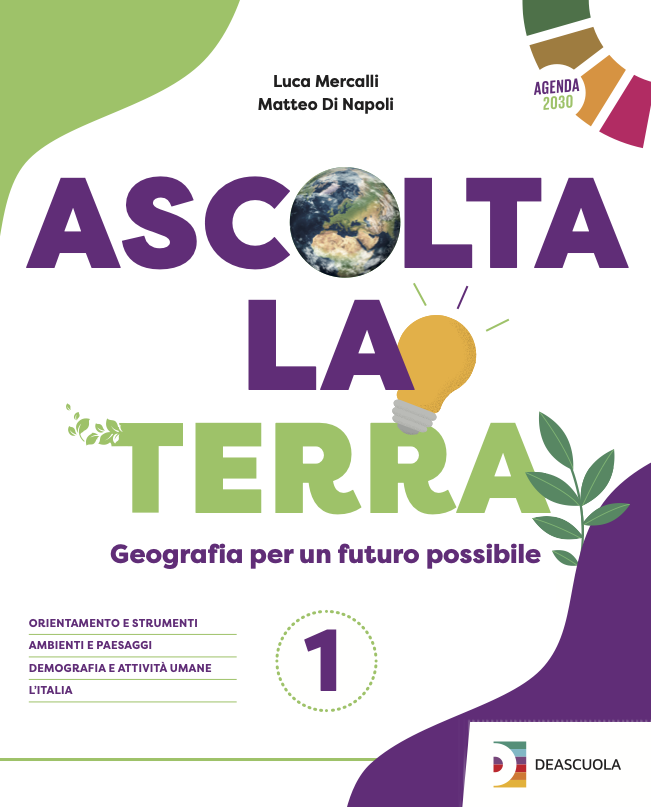 Luca Mercalli
Matteo Di Napoli
AGENDA
2030
ASCOLTA
LA
TERRA
Geografia per un futuro possibile
ORIENTAMENTO E STRUMENTI
AMBIENTI E PAESAGGI
DEMOGRAFIA E ATTIVITÀ UMANE
L'ITALIA
1
DEASCUOLA